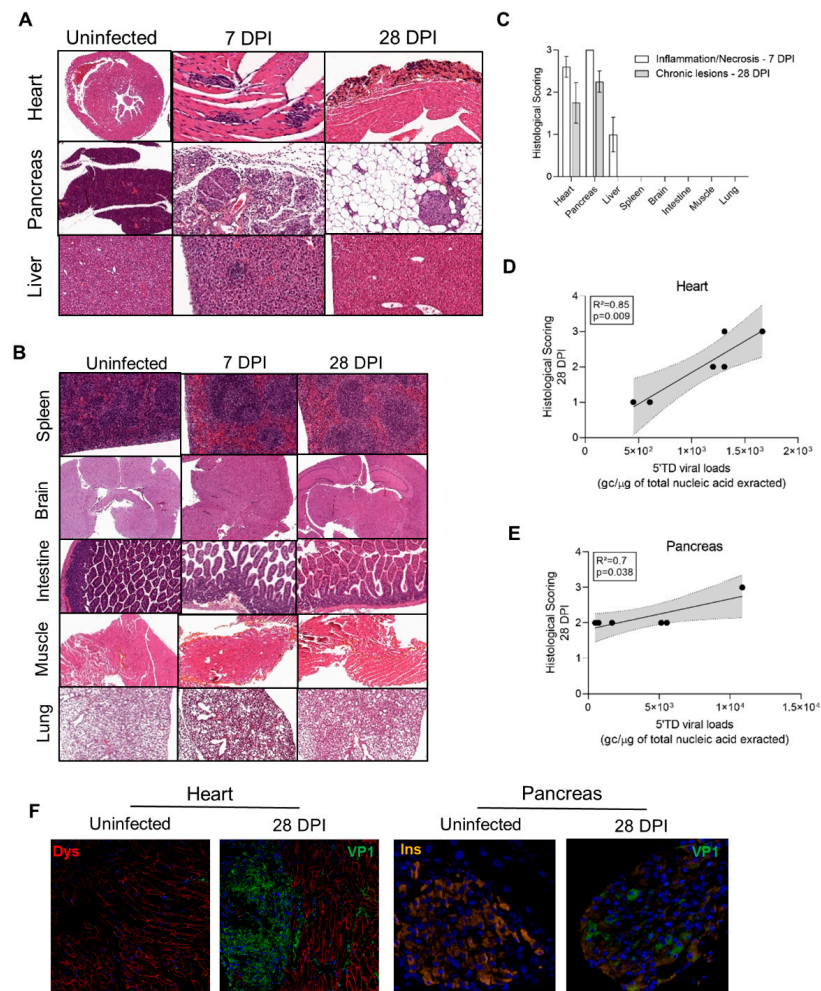 A
Uninfected
7 DPI
28 DPI
Heart
Pancreas
Liver
B
Uninfected
7 DPI
28 DPI
Spleen
Brain
Intestine
Muscle
Lung
C
Histological Scoring
3
2
1
0
Inflammation/Necrosis - 7 DPI
Chronic lesions - 28 DPI
Heart
Pancreas
Liver
Spleen
Brain
Intestine
Muscle
Lung
D
Heart
R²=0.85
p=0.009
Histological Scoring
28 DPI
4
3
2
1
0
0
5×10²
1×10³
1.5×10³
2×10³
5'TD viral loads
(gc/μg of total nucleic acid exracted)
E
Pancreas
R²=0.7
p=0.038
Histological Scoring
28 DPI
4
3
2
1
0
0
5×10³
1×10⁴
1.5×10⁴
5'TD viral loads
(gc/μg of total nucleic acid exracted)
F
Heart
Pancreas
Uninfected
28 DPI
Uninfected
28 DPI
Dys
VP1
Ins
VP1